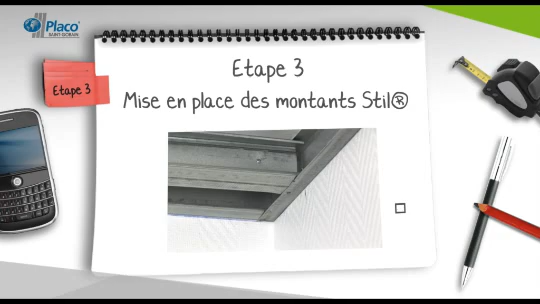 Placo®
SAINT-GOBAIN
Etape 3
Etape 3
Mise en place des montants Stil®